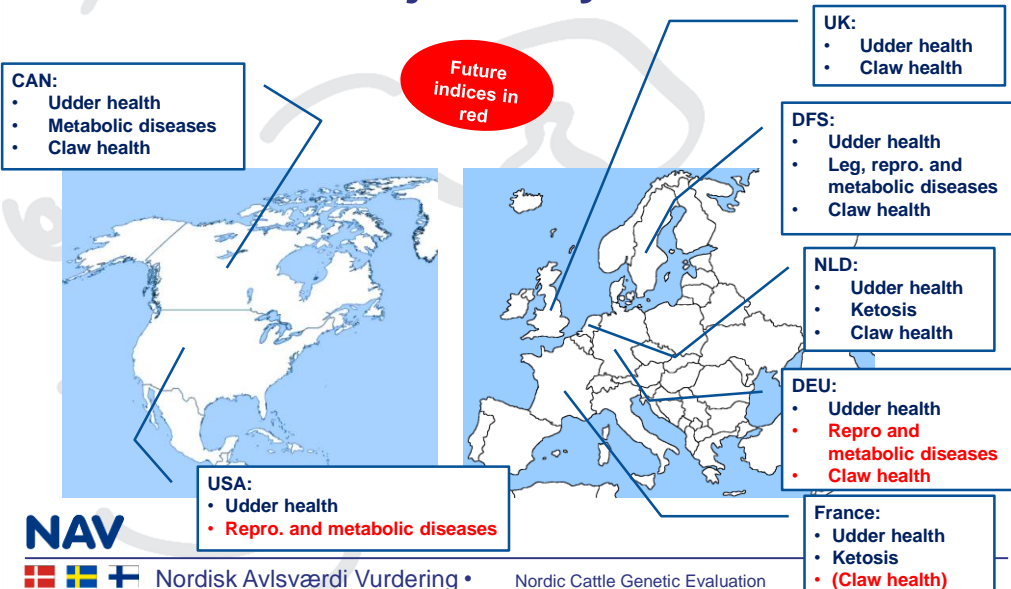 UK:
• Udder health
• Claw health
Future
indices in
red
CAN:
• Udder health
• Metabolic diseases
• Claw health
DFS:
• Udder health
• Leg, repro. and
metabolic diseases
• Claw health
NLD:
• Udder health
• Ketosis
• Claw health
DEU:
• Udder health
• Repro and
metabolic diseases
• Claw health
USA:
• Udder health
• Repro. and metabolic diseases
France:
• Udder health
• Ketosis
• (Claw health)
NAV
Nordisk Avlsværdi Vurdering • Nordic Cattle Genetic Evaluation